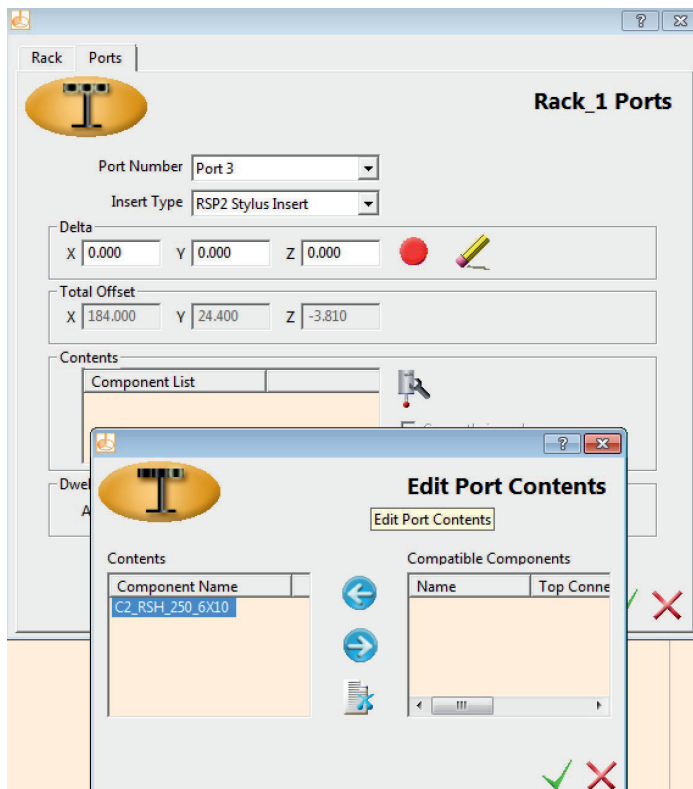 Rack Ports
Rack_1 Ports
Port Number Port 3
Insert Type RSP2 Stylus Insert
Delta
X 0.000 Y 0.000 Z 0.000
Total Offset
X 184.000 Y 24.400 Z -3.810
Contents
Component List
Dwel
A
Edit Port Contents
Edit Port Contents
Contents
Compatible Components
Component Name
Name Top Conne
C2_RSH_250_6X10